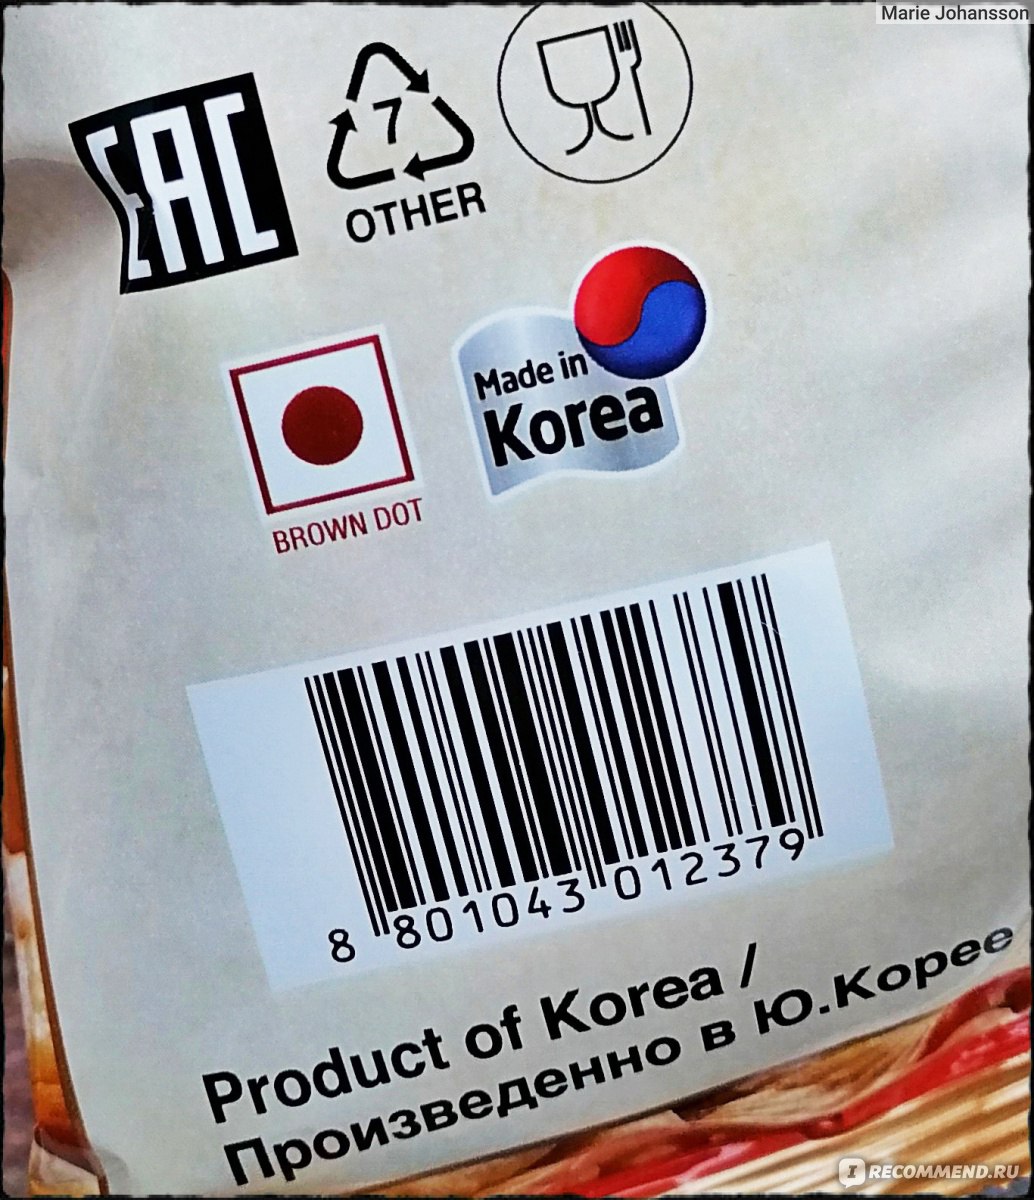 Marie Johansson
EAC
7
OTHER
Made in
Korea
BROWN DOT
8 801043 012379
Product of Korea /
Произведенно в Ю.Корее
I RECOMMEND.RU